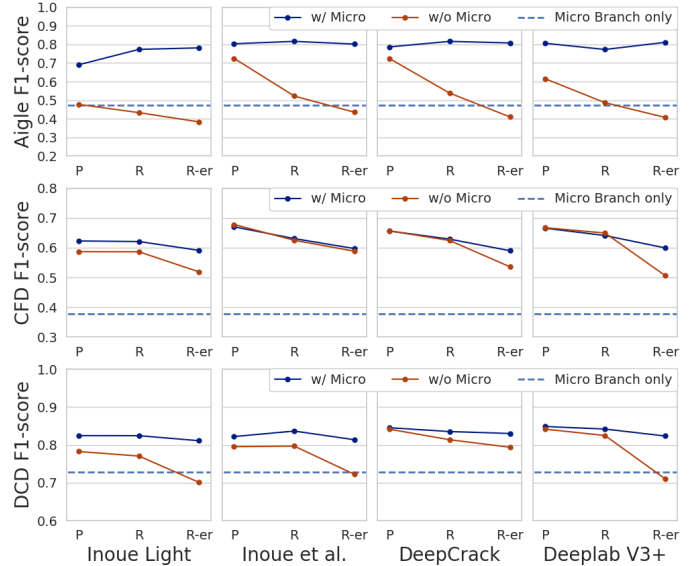 1.0
w/ Micro w/o Micro Micro Branch only
0.9
0.8
0.7
0.6
0.5
0.4
0.3
0.2
Aigle F1-score
P R R-er P R R-er P R R-er P R R-er
0.8
w/ Micro w/o Micro Micro Branch only
0.7
0.6
0.5
0.4
0.3
CFD F1-score
P R R-er P R R-er P R R-er P R R-er
1.0
w/ Micro w/o Micro Micro Branch only
0.9
0.8
0.7
0.6
DCD F1-score
P R R-er P R R-er P R R-er P R R-er
Inoue Light Inoue et al. DeepCrack Deeplab V3+